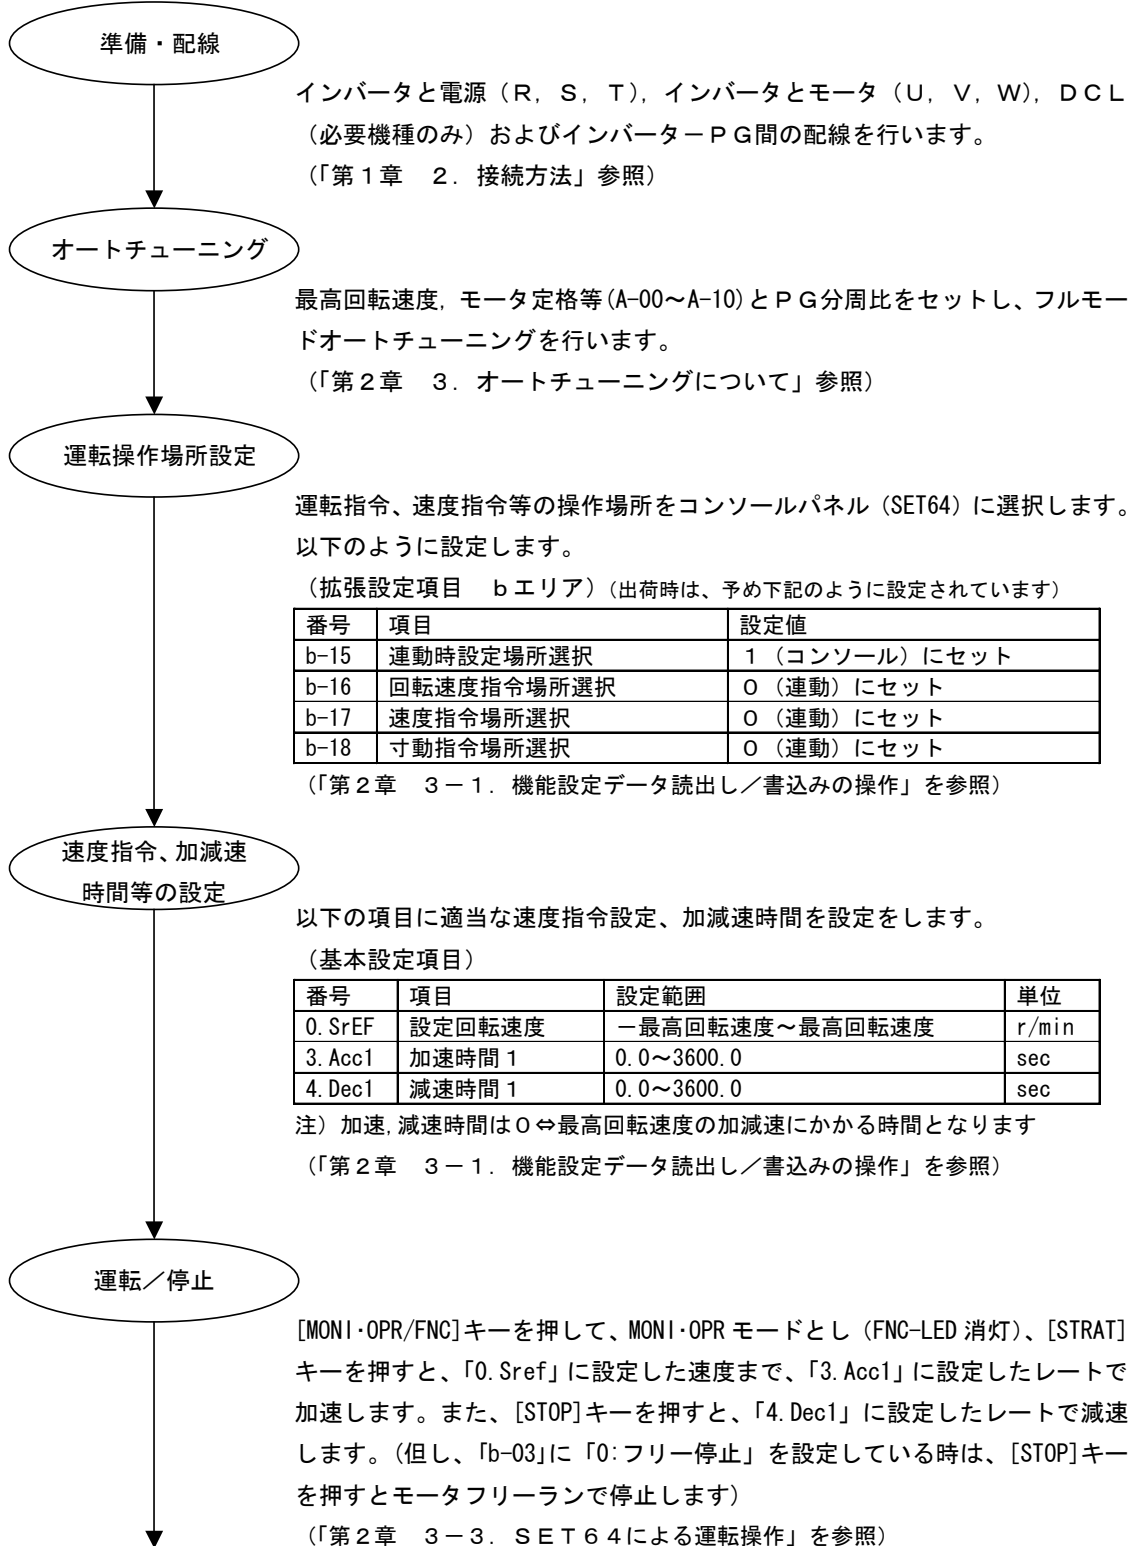 準備・配線
インバータと電源（Ｒ，Ｓ，Ｔ），インバータとモータ（Ｕ，Ｖ，Ｗ），ＤＣＬ
（必要機種のみ）およびインバータ－ＰＧ間の配線を行います。
（「第１章　２．接続方法」参照）
オートチューニング
最高回転速度，モータ定格等(A-00～A-10)とＰＧ分周比をセットし、フルモー
ドオートチューニングを行います。
（「第２章　３．オートチューニングについて」参照）
運転操作場所設定
運転指令、速度指令等の操作場所をコンソールパネル（SET64）に選択します。
以下のように設定します。
（拡張設定項目　ｂエリア）（出荷時は、予め下記のように設定されています）
番号 項目 設定値
b-15 連動時設定場所選択 １（コンソール）にセット
b-16 回転速度指令場所選択 ０（連動）にセット
b-17 速度指令場所選択 ０（連動）にセット
b-18 寸動指令場所選択 ０（連動）にセット
（「第２章　３－１．機能設定データ読出し／書込みの操作」を参照）
速度指令、加減速
時間等の設定
以下の項目に適当な速度指令設定、加減速時間を設定をします。
（基本設定項目）
番号 項目 設定範囲 単位
0.SrEF 設定回転速度 －最高回転速度～最高回転速度 r/min
3.Acc1 加速時間１ 0.0～3600.0 sec
4.Dec1 減速時間１ 0.0～3600.0 sec
注）加速,減速時間は０⇔最高回転速度の加減速にかかる時間となります
（「第２章　３－１．機能設定データ読出し／書込みの操作」を参照）
運転／停止
[MONI･OPR/FNC]キーを押して、MONI･OPRモードとし（FNC-LED消灯）、[STRAT]
キーを押すと、「0.Sref」に設定した速度まで、「3.Acc1」に設定したレートで
加速します。また、[STOP]キーを押すと、「4.Dec1」に設定したレートで減速
します。（但し、「b-03」に「0:フリー停止」を設定している時は、[STOP]キー
を押すとモータフリーランで停止します）
（「第２章　３－３．ＳＥＴ６４による運転操作」を参照）